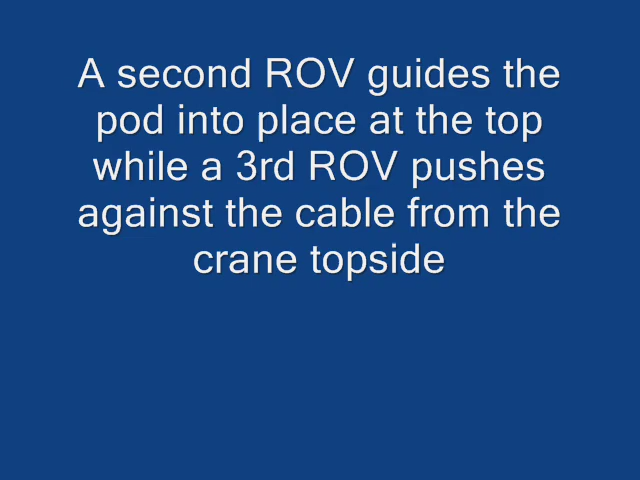 A second ROV guides the
pod into place at the top
while a 3rd ROV pushes
against the cable from the
crane topside